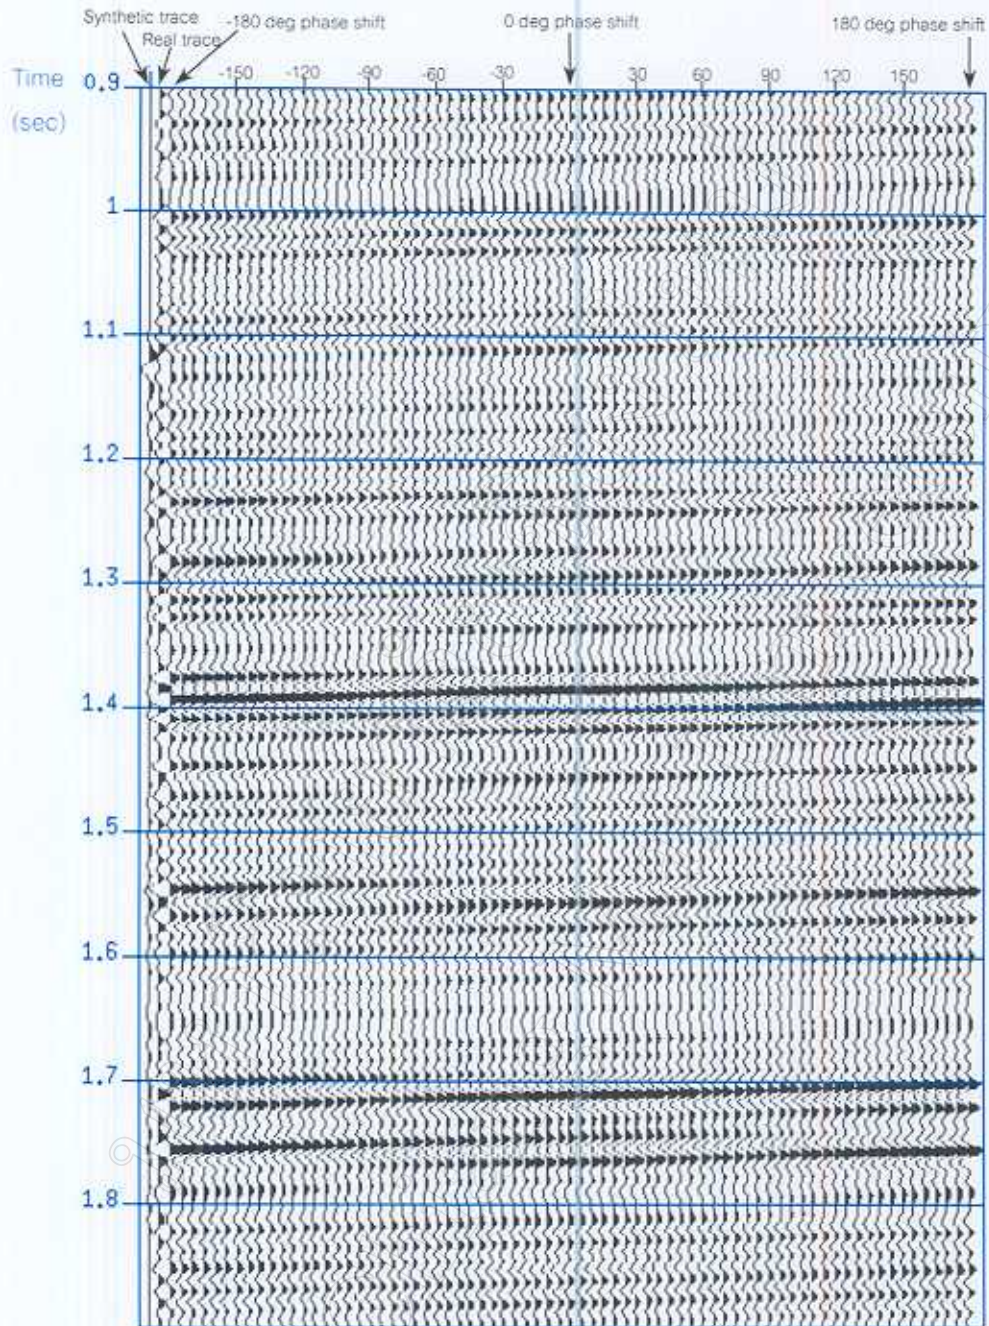 Synthetic trace
Real trace
-180 deg phase shift
0 deg phase shift
180 deg phase shift
Time
(sec)
-150 -120 -90 -60 -30 30 60 90 120 150
0.9
1
1.1
1.2
1.3
1.4
1.5
1.6
1.7
1.8